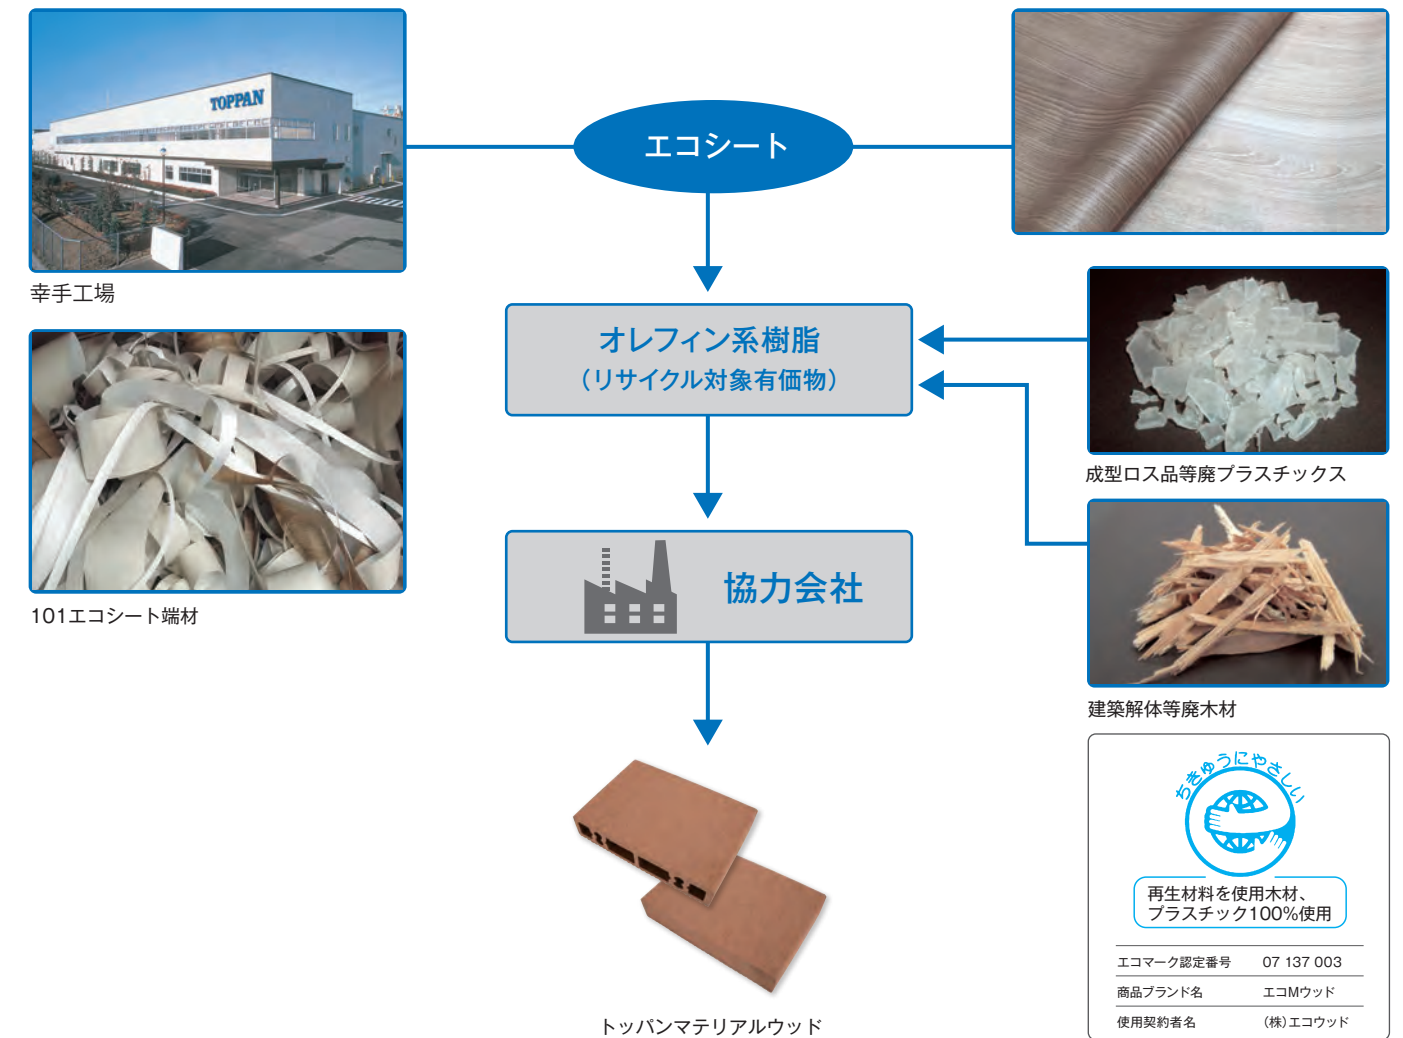 TOPPAN
エコシート
幸手工場
オレフィン系樹脂
（リサイクル対象有価物）
成型ロス品等廃プラスチックス
101エコシート端材
協力会社
建築解体等廃木材
ちきゅうにやさしい
再生材料を使用木材、
プラスチック100%使用
エコマーク認定番号 07 137 003
商品ブランド名 エコMウッド
使用契約者名 (株)エコウッド
トッパンマテリアルウッド